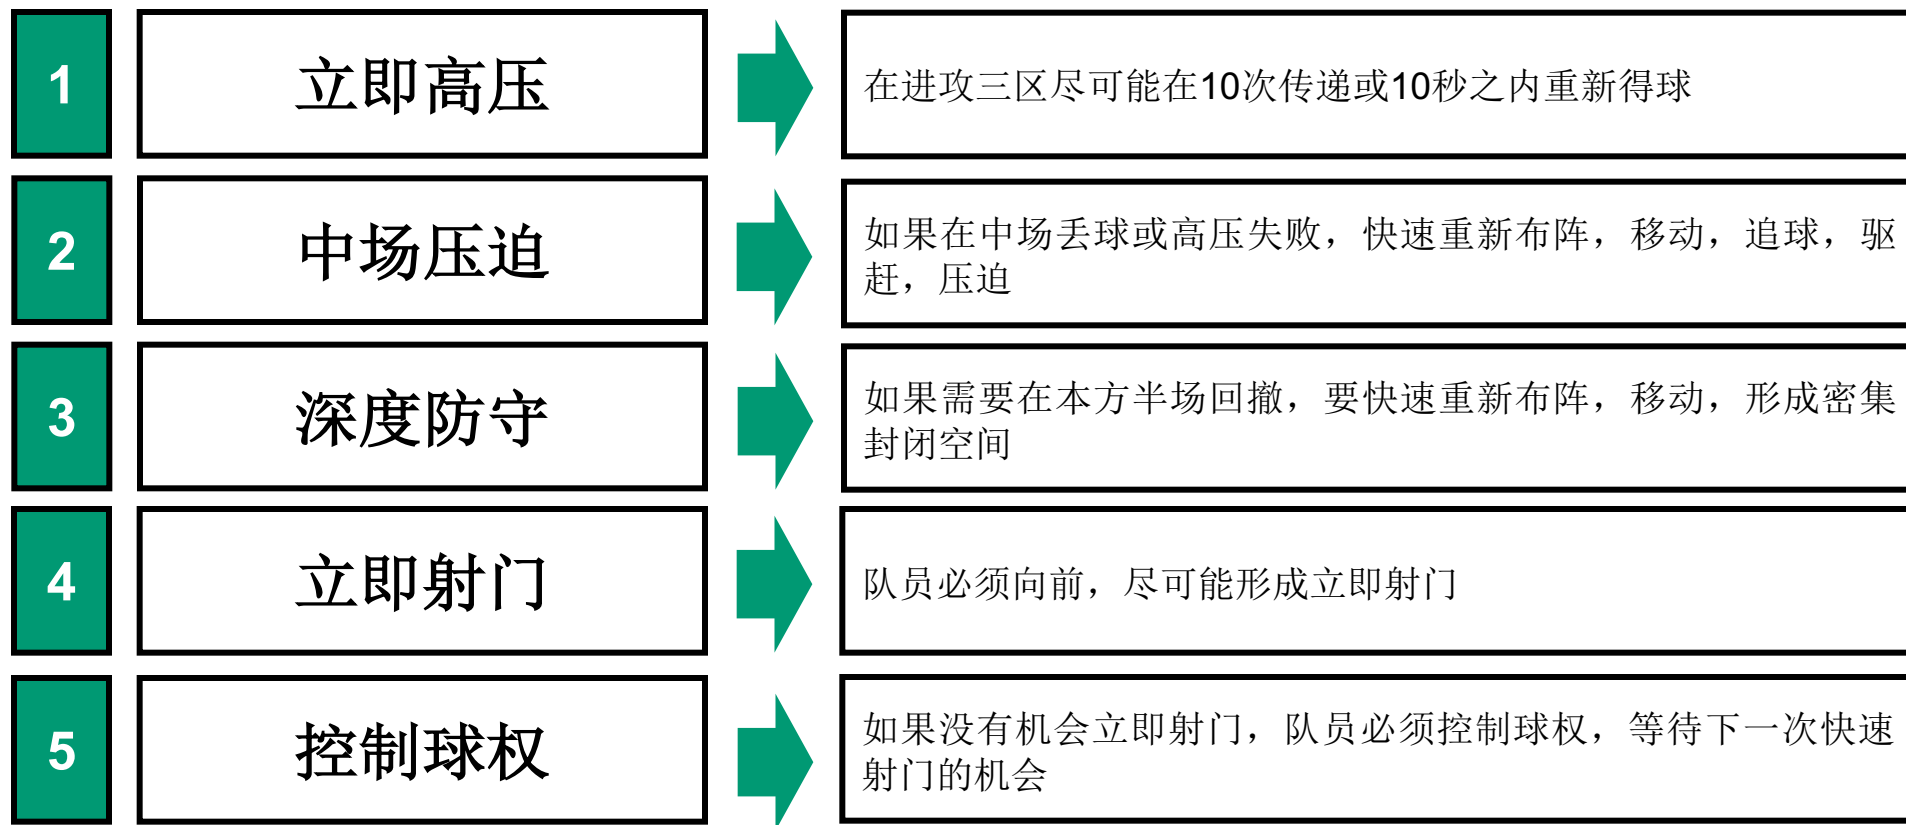 1
立即高压
在进攻三区尽可能在10次传递或10秒之内重新得球
2
中场压迫
如果在中场丢球或高压失败，快速重新布阵，移动，追球，驱
赶，压迫
3
深度防守
如果需要在本方半场回撤，要快速重新布阵，移动，形成密集
封闭空间
4
立即射门
队员必须向前，尽可能形成立即射门
5
控制球权
如果没有机会立即射门，队员必须控制球权，等待下一次快速
射门的机会